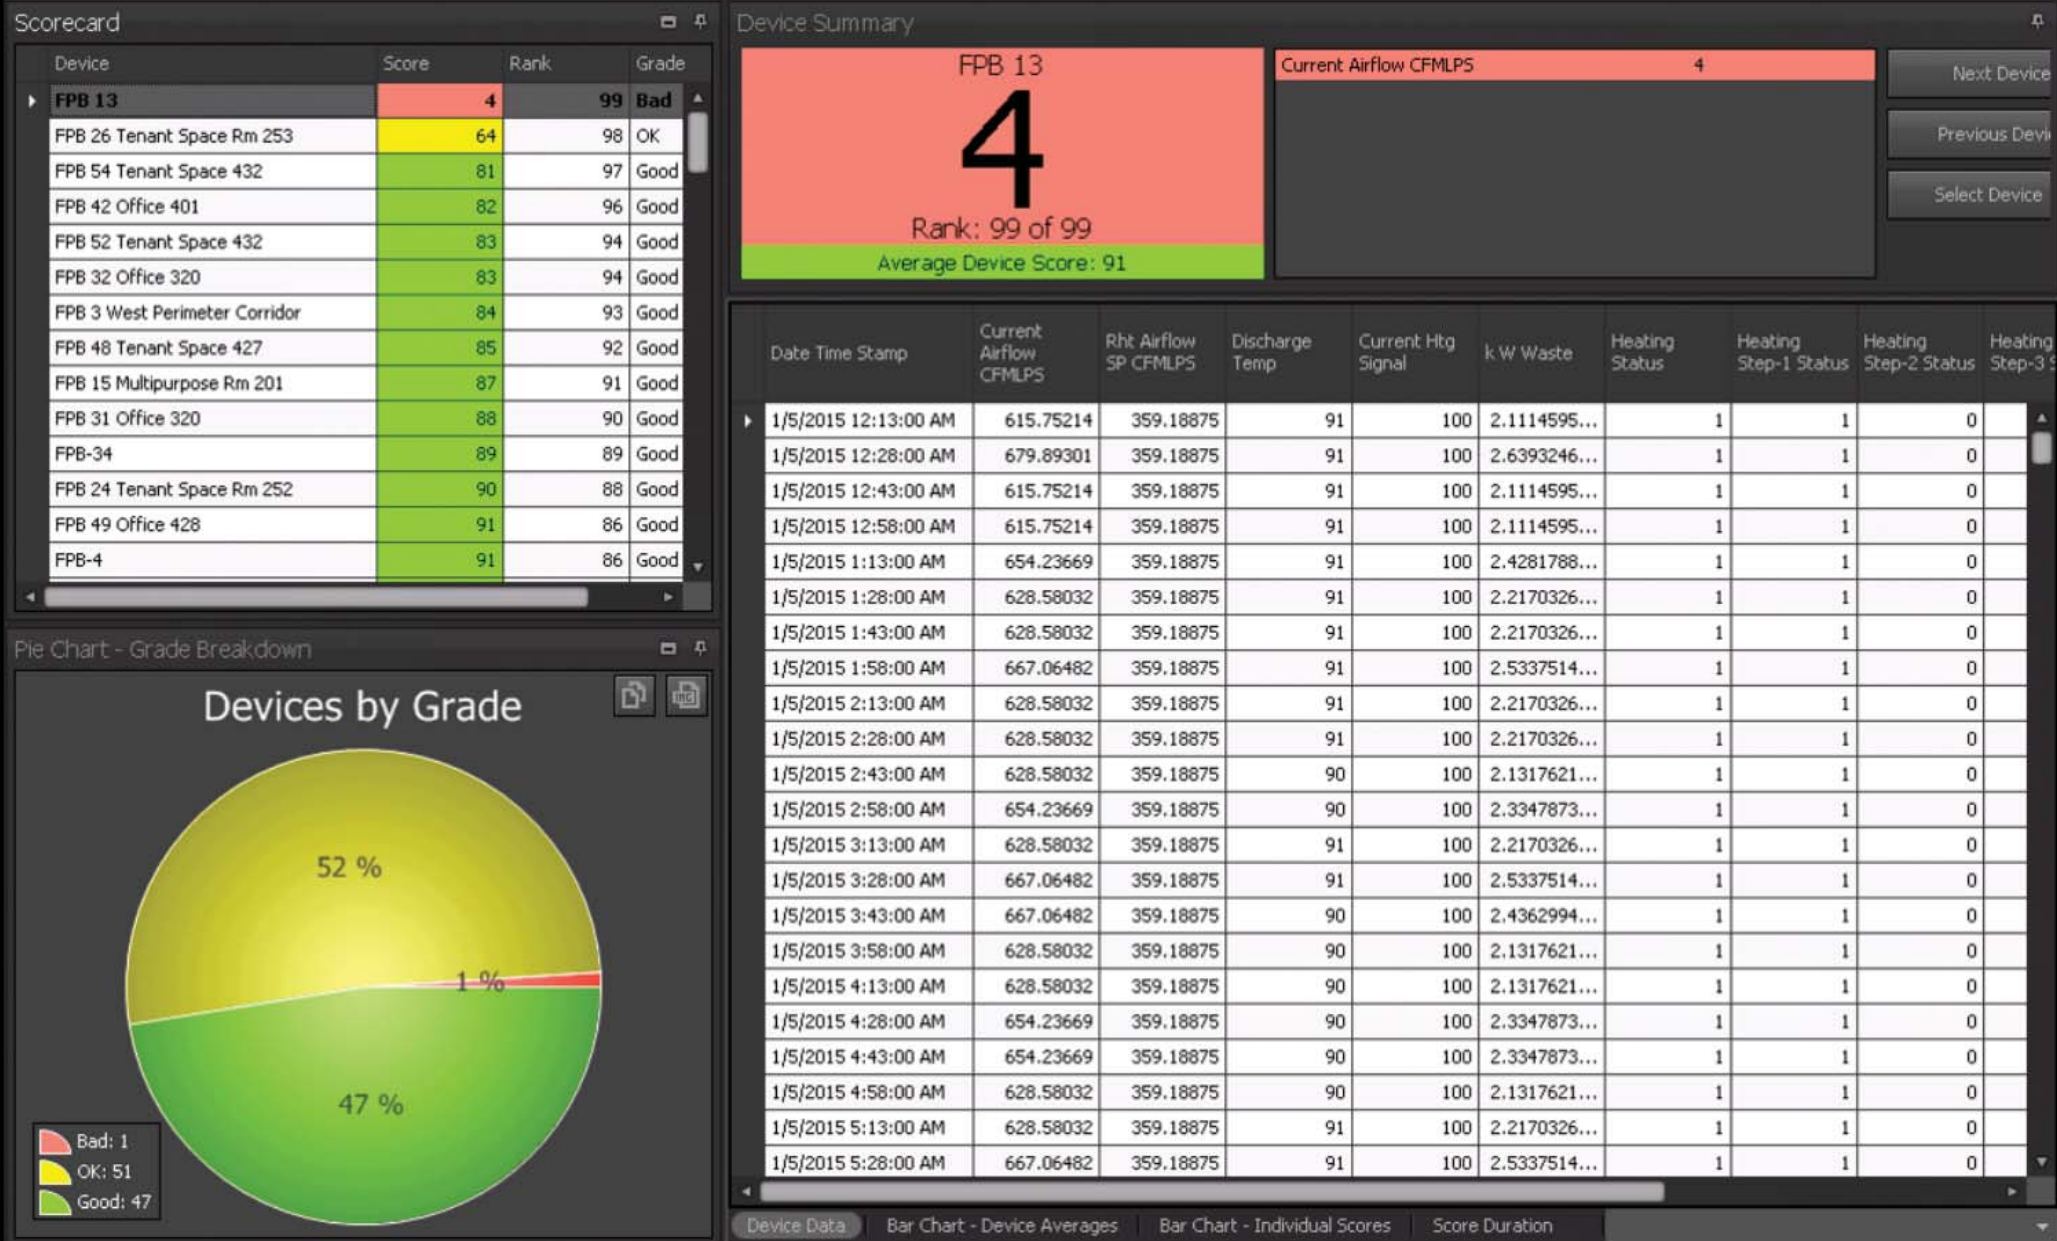 Scorecard
Device Score Rank Grade
FPB 13 4 99 Bad
FPB 26 Tenant Space Rm 253 64 98 OK
FPB 54 Tenant Space 432 81 97 Good
FPB 42 Office 401 82 96 Good
FPB 52 Tenant Space 432 83 94 Good
FPB 32 Office 320 83 94 Good
FPB 3 West Perimeter Corridor 84 93 Good
FPB 48 Tenant Space 427 85 92 Good
FPB 15 Multipurpose Rm 201 87 91 Good
FPB 31 Office 320 88 90 Good
FPB-34 89 89 Good
FPB 24 Tenant Space Rm 252 90 88 Good
FPB 49 Office 428 91 86 Good
FPB-4 91 86 Good
Pie Chart - Grade Breakdown
Devices by Grade
52 %
1 %
47 %
Bad: 1
OK: 51
Good: 47
Device Summary
FPB 13
4
Rank: 99 of 99
Average Device Score: 91
Current Airflow CFMLPS 4
Next Device
Previous Devi
Select Device
Date Time Stamp Current Airflow CFMLPS Rht Airflow SP CFMLPS Discharge Temp Current Htg Signal k W Waste Heating Status Heating Step-1 Status Heating Step-2 Status Heating Step-3 S
1/5/2015 12:13:00 AM 615.75214 359.18875 91 100 2.1114595... 1 1 0
1/5/2015 12:28:00 AM 679.89301 359.18875 91 100 2.6393246... 1 1 0
1/5/2015 12:43:00 AM 615.75214 359.18875 91 100 2.1114595... 1 1 0
1/5/2015 12:58:00 AM 615.75214 359.18875 91 100 2.1114595... 1 1 0
1/5/2015 1:13:00 AM 654.23669 359.18875 91 100 2.4281788... 1 1 0
1/5/2015 1:28:00 AM 628.58032 359.18875 91 100 2.2170326... 1 1 0
1/5/2015 1:43:00 AM 628.58032 359.18875 91 100 2.2170326... 1 1 0
1/5/2015 1:58:00 AM 667.06482 359.18875 91 100 2.5337514... 1 1 0
1/5/2015 2:13:00 AM 628.58032 359.18875 91 100 2.2170326... 1 1 0
1/5/2015 2:28:00 AM 628.58032 359.18875 91 100 2.2170326... 1 1 0
1/5/2015 2:43:00 AM 628.58032 359.18875 90 100 2.1317621... 1 1 0
1/5/2015 2:58:00 AM 654.23669 359.18875 90 100 2.3347873... 1 1 0
1/5/2015 3:13:00 AM 628.58032 359.18875 91 100 2.2170326... 1 1 0
1/5/2015 3:28:00 AM 667.06482 359.18875 91 100 2.5337514... 1 1 0
1/5/2015 3:43:00 AM 667.06482 359.18875 90 100 2.4362994... 1 1 0
1/5/2015 3:58:00 AM 628.58032 359.18875 90 100 2.1317621... 1 1 0
1/5/2015 4:13:00 AM 628.58032 359.18875 90 100 2.1317621... 1 1 0
1/5/2015 4:28:00 AM 654.23669 359.18875 90 100 2.3347873... 1 1 0
1/5/2015 4:43:00 AM 654.23669 359.18875 90 100 2.3347873... 1 1 0
1/5/2015 4:58:00 AM 628.58032 359.18875 90 100 2.1317621... 1 1 0
1/5/2015 5:13:00 AM 628.58032 359.18875 91 100 2.2170326... 1 1 0
1/5/2015 5:28:00 AM 667.06482 359.18875 91 100 2.5337514... 1 1 0
Device Data Bar Chart - Device Averages Bar Chart - Individual Scores Score Duration